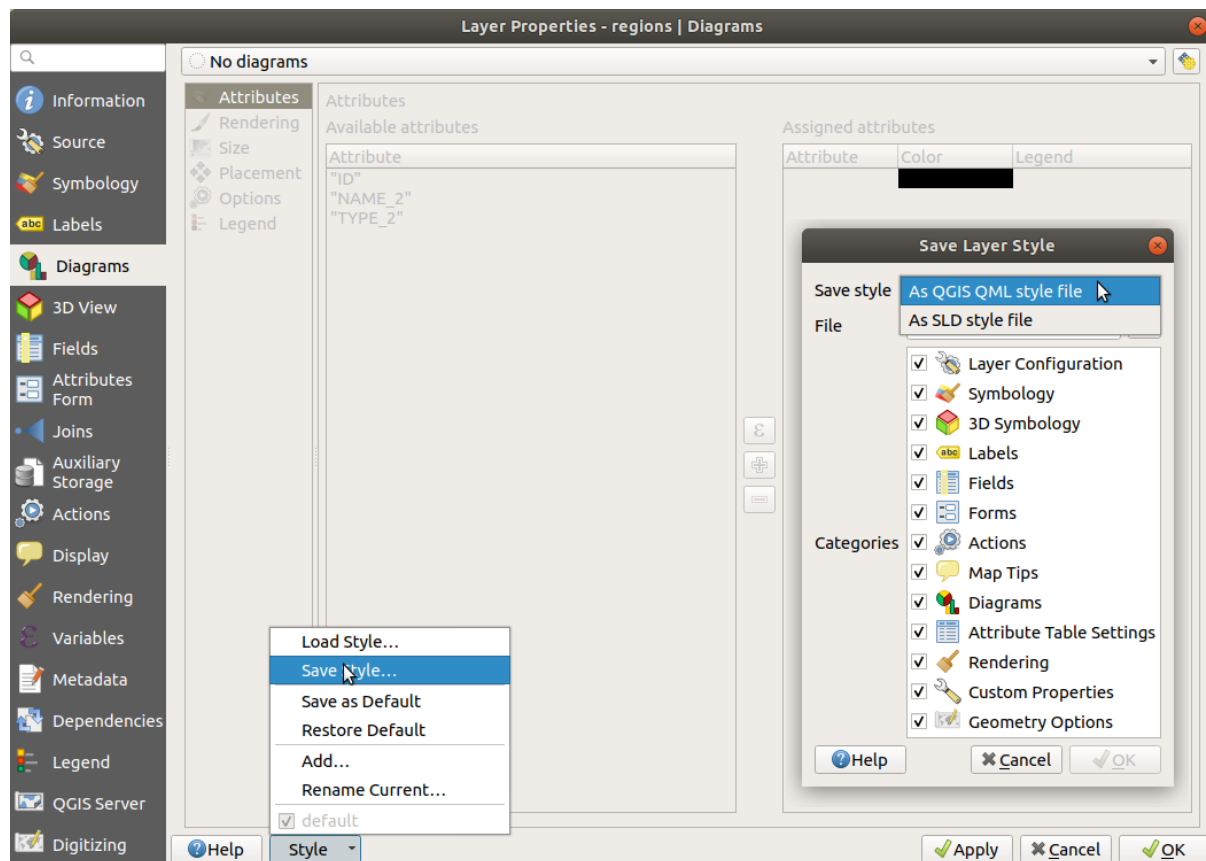 Layer Properties - regions | Diagrams
No diagrams
Information
Source
Symbology
abc Labels
Diagrams
3D View
Fields
Attributes
Form
Joins
Auxiliary
Storage
Actions
Display
Rendering
Variables
Metadata
Dependencies
Legend
QGIS Server
Digitizing
Attributes
Rendering
Size
Placement
Options
Legend
Attributes
Available attributes
Attribute
"ID"
"NAME_2"
"TYPE_2"
ε
Assigned attributes
Attribute Color Legend
Save Layer Style
Save style As QGIS QML style file
As SLD style file
File
Categories
Layer Configuration
Symbology
3D Symbology
abc Labels
Fields
Forms
Actions
Map Tips
Diagrams
Attribute Table Settings
Rendering
Custom Properties
Geometry Options
Help Cancel OK
Load Style...
Save Style...
Save as Default
Restore Default
Add...
Rename Current...
default
Help Style Apply Cancel OK